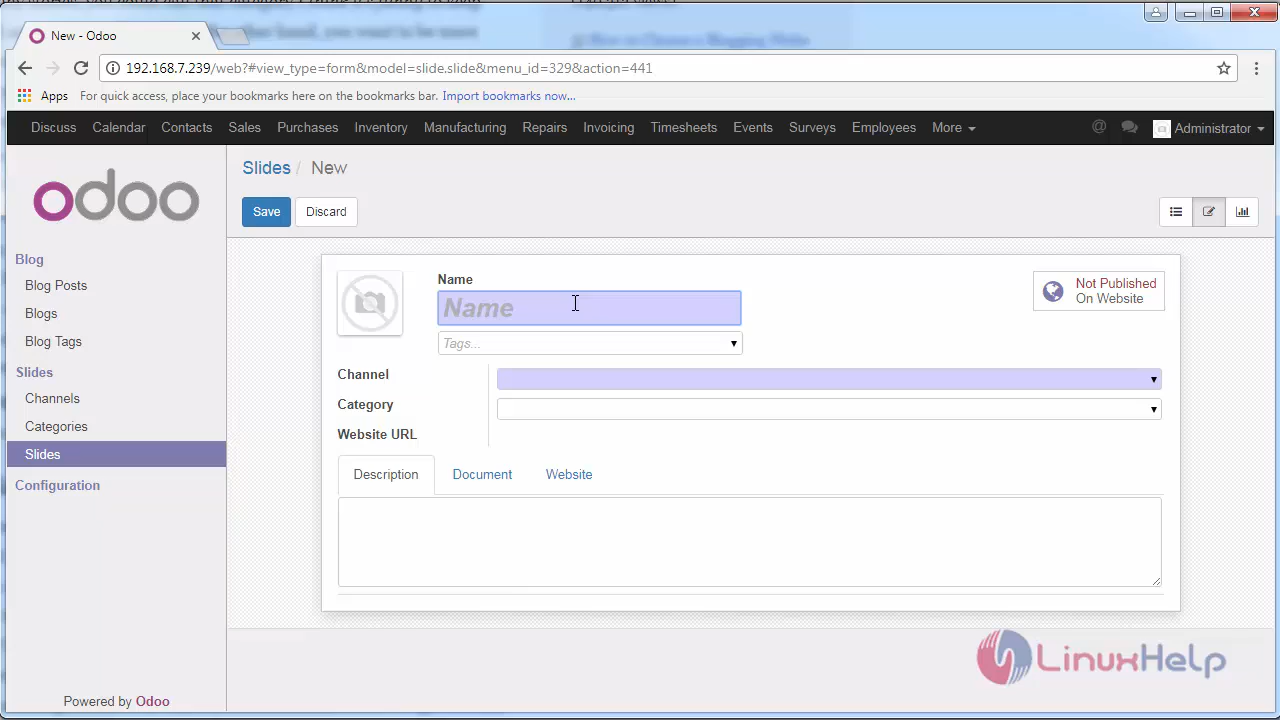 New - Odoo
192.168.7.239/web?#view_type=form&model=slide.slide&menu_id=329&action=441
Apps For quick access, place your bookmarks here on the bookmarks bar. Import bookmarks now...
Discuss Calendar Contacts Sales Purchases Inventory Manufacturing Repairs Invoicing Timesheets Events Surveys Employees More @ Administrator
odoo
Slides / New
Save Discard
Blog
Blog Posts
Blogs
Blog Tags
Slides
Channels
Categories
Slides
Configuration
Powered by Odoo
Name
Name
Tags...
Not Published
On Website
Channel
Category
Website URL
Description Document Website
LinuxHelp